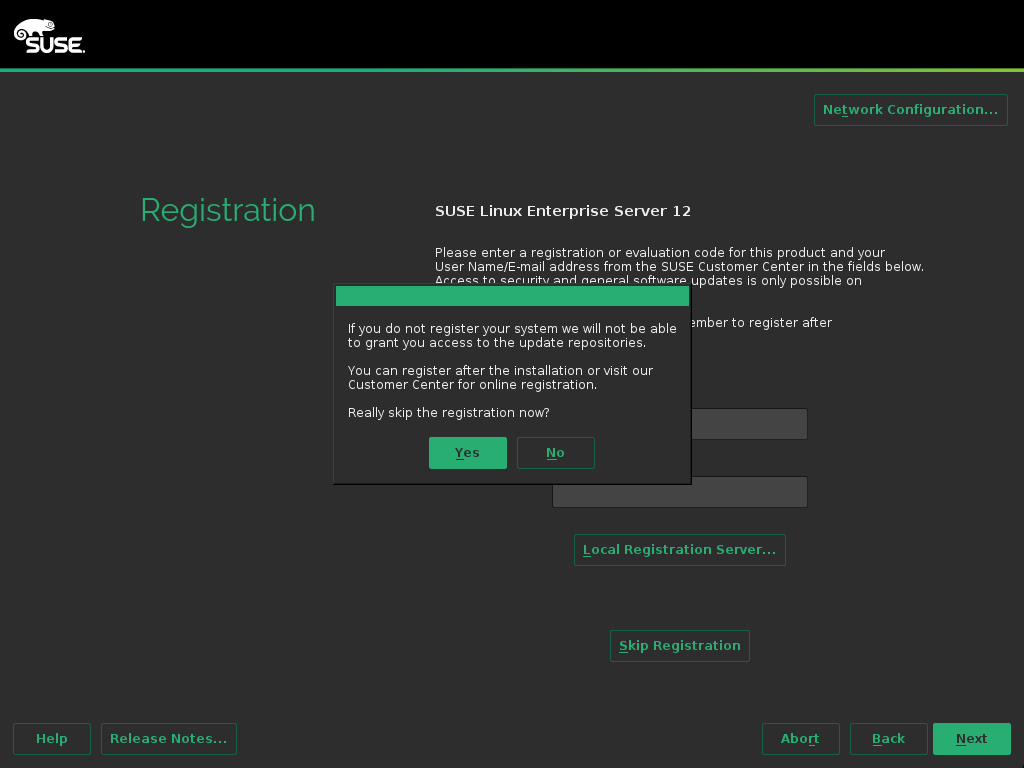 SUSE
Network Configuration...
Registration
SUSE Linux Enterprise Server 12
Please enter a registration or evaluation code for this product and your
User Name/E-mail address from the SUSE Customer Center in the fields below.
Access to security and general software updates is only possible on
to register after
If you do not register your system we will not be able
to grant you access to the update repositories.
You can register after the installation or visit our
Customer Center for online registration.
Really skip the registration now?
Yes
No
Local Registration Server...
Skip Registration
Help
Release Notes...
Abort
Back
Next